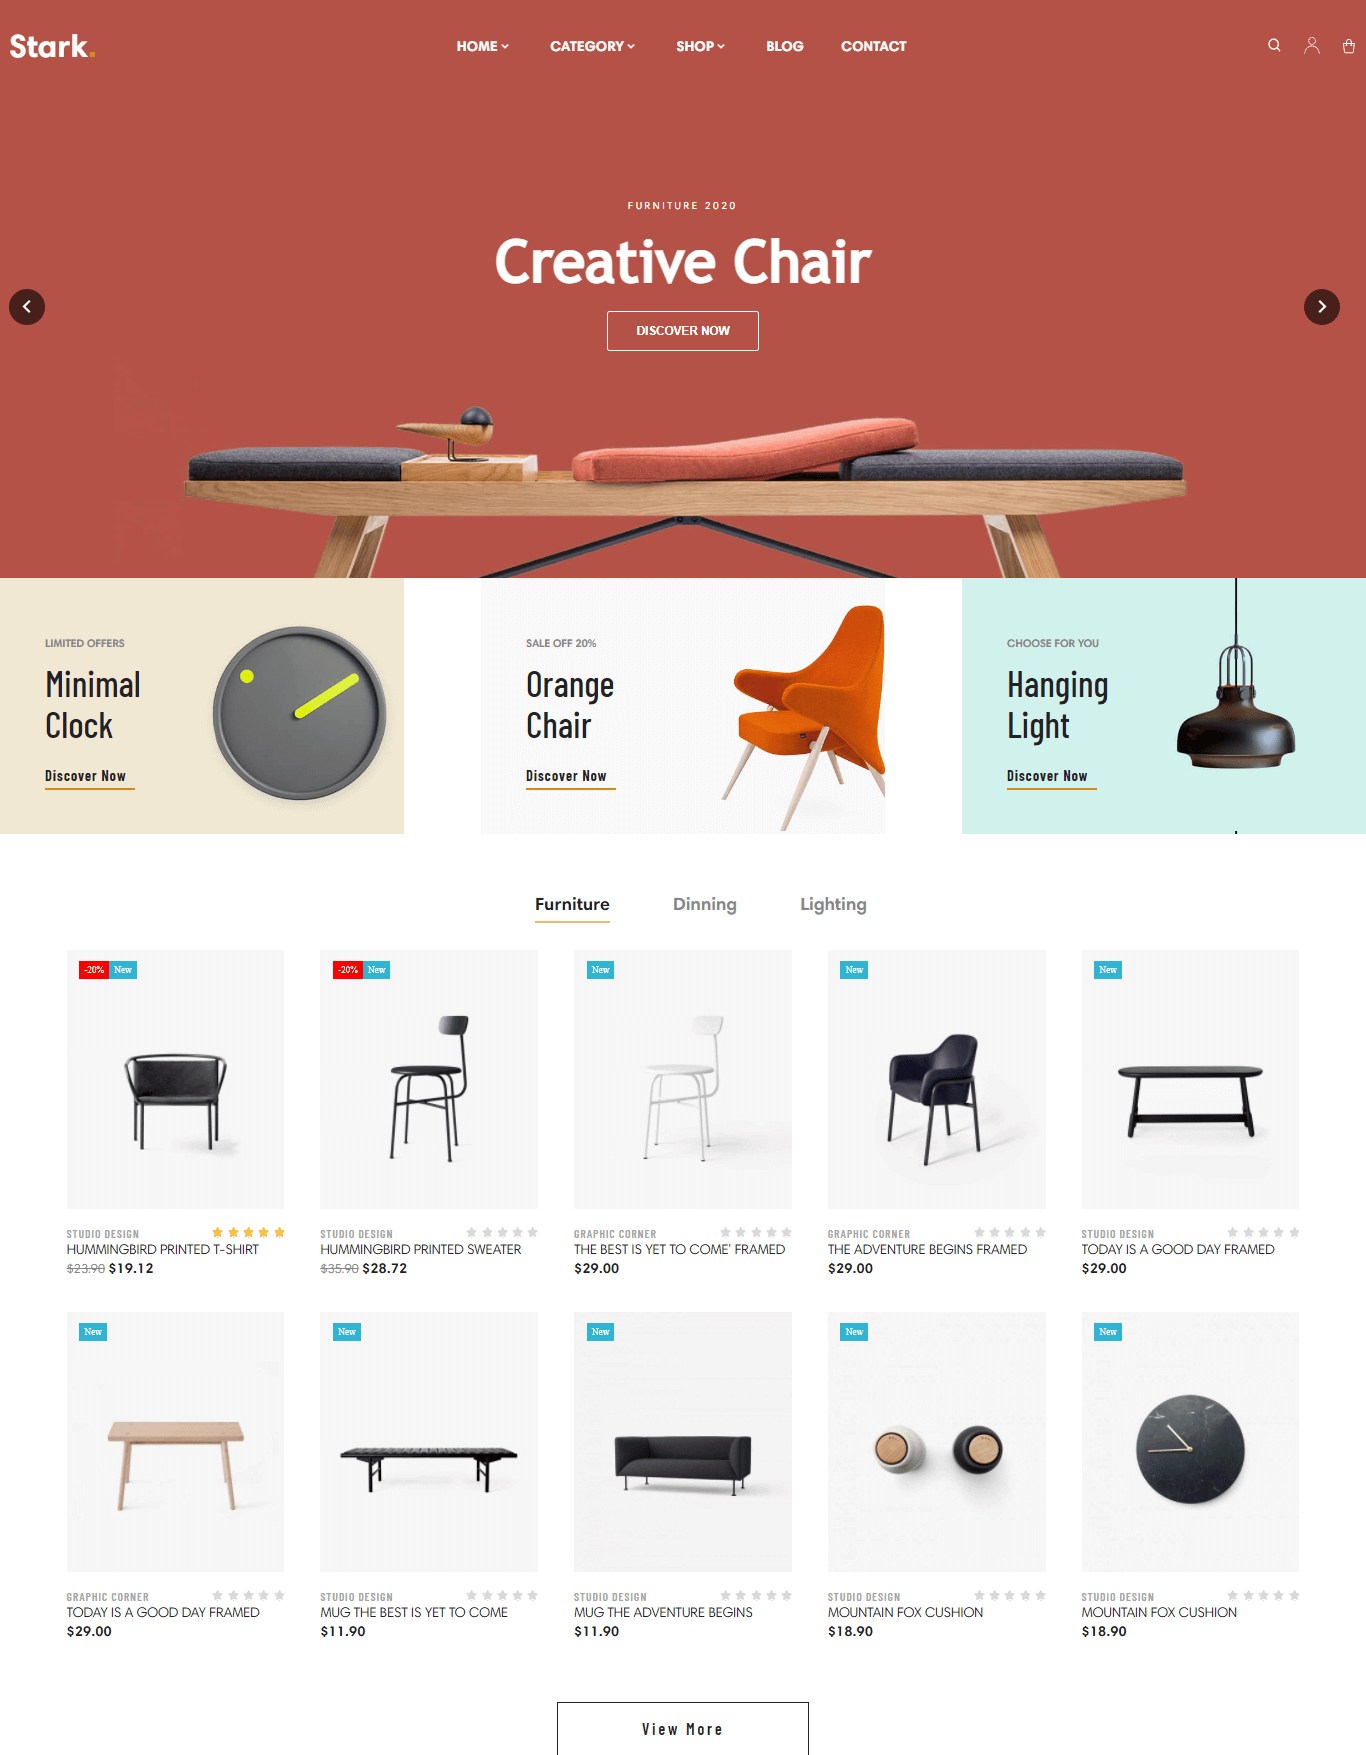 Stark.
HOME CATEGORY SHOP BLOG CONTACT
FURNITURE 2020
Creative Chair
DISCOVER NOW
LIMITED OFFERS
Minimal
Clock
Discover Now
SALE OFF 20%
Orange
Chair
Discover Now
CHOOSE FOR YOU
Hanging
Light
Discover Now
Furniture Dinning Lighting
-20% New
STUDIO DESIGN
HUMMINGBIRD PRINTED T-SHIRT
$23.90 $19.12
-20% New
STUDIO DESIGN
HUMMINGBIRD PRINTED SWEATER
$35.90 $28.72
New
GRAPHIC CORNER
THE BEST IS YET TO COME' FRAMED
$29.00
New
GRAPHIC CORNER
THE ADVENTURE BEGINS FRAMED
$29.00
New
STUDIO DESIGN
TODAY IS A GOOD DAY FRAMED
$29.00
New
GRAPHIC CORNER
TODAY IS A GOOD DAY FRAMED
$29.00
New
STUDIO DESIGN
MUG THE BEST IS YET TO COME
$11.90
New
STUDIO DESIGN
MUG THE ADVENTURE BEGINS
$11.90
New
STUDIO DESIGN
MOUNTAIN FOX CUSHION
$18.90
New
STUDIO DESIGN
MOUNTAIN FOX CUSHION
$18.90
View More